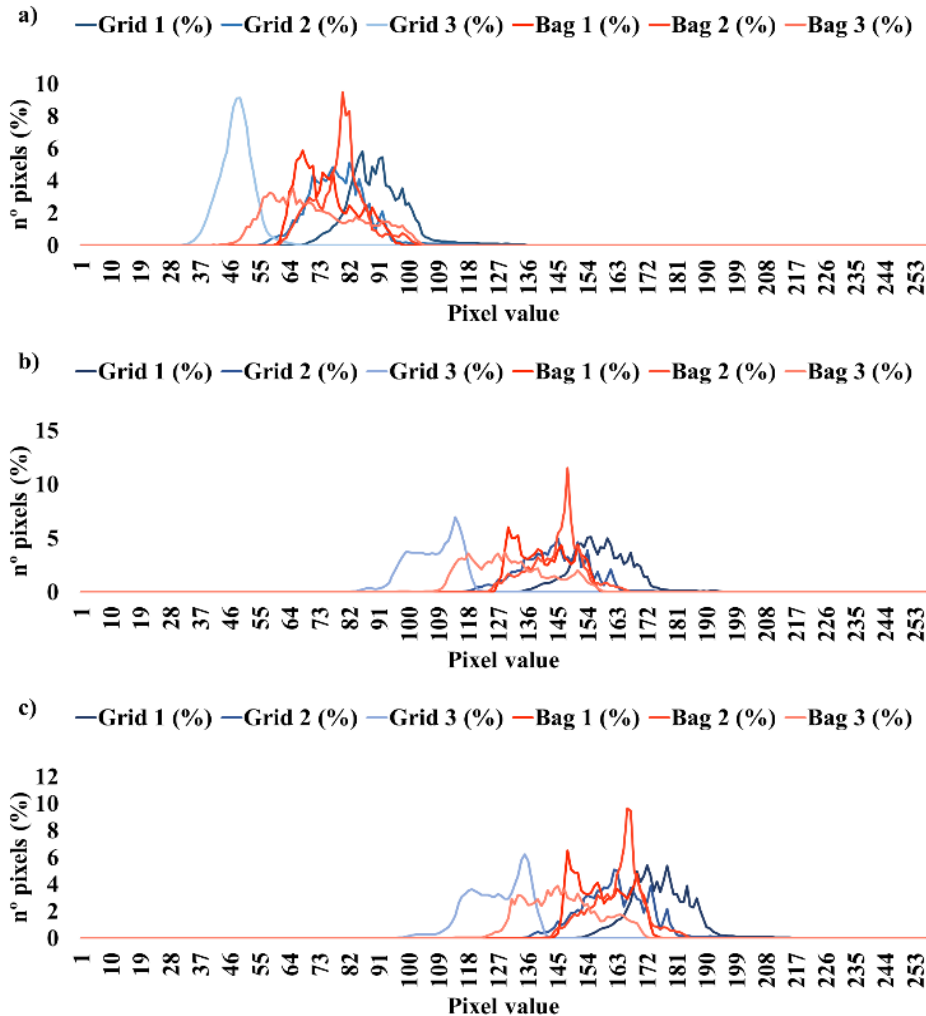 a)
Grid 1 (%) Grid 2 (%) Grid 3 (%) Bag 1 (%) Bag 2 (%) Bag 3 (%)
10
8
6
4
2
0
nº pixels (%)
1 10 19 28 37 46 55 64 73 82 91 100 109 118 127 136 145 154 163 172 181 190 199 208 217 226 235 244 253
Pixel value
b)
Grid 1 (%) Grid 2 (%) Grid 3 (%) Bag 1 (%) Bag 2 (%) Bag 3 (%)
15
10
5
0
nº pixels (%)
1 10 19 28 37 46 55 64 73 82 91 100 109 118 127 136 145 154 163 172 181 190 199 208 217 226 235 244 253
Pixel value
c)
Grid 1 (%) Grid 2 (%) Grid 3 (%) Bag 1 (%) Bag 2 (%) Bag 3 (%)
12
10
8
6
4
2
0
nº pixels (%)
1 10 19 28 37 46 55 64 73 82 91 100 109 118 127 136 145 154 163 172 181 190 199 208 217 226 235 244 253
Pixel value